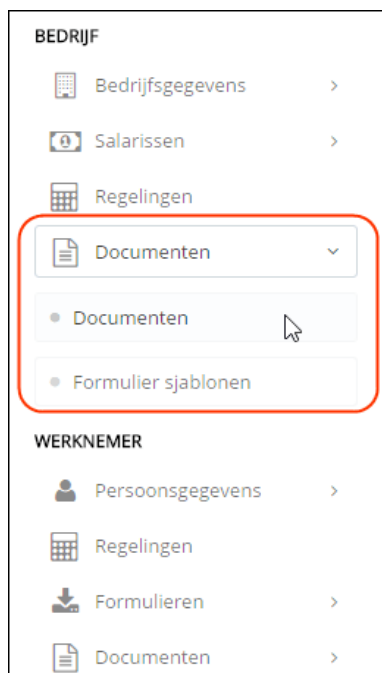 BEDRIJF
Bedrijfsgegevens
Salarissen
Regelingen
Documenten
Documenten
Formulier sjablonen
WERKNEMER
Persoonsgegevens
Regelingen
Formulieren
Documenten